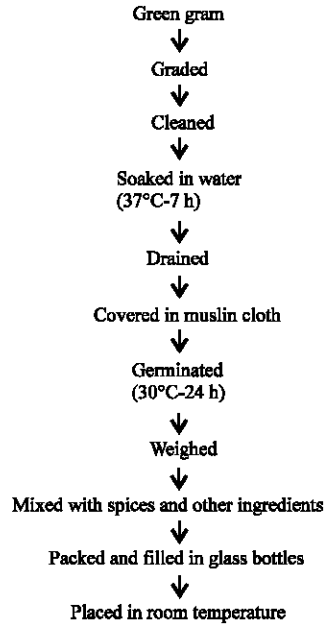 Green gram
Graded
Cleaned
Soaked in water
(37°C-7 h)
Drained
Covered in muslin cloth
Germinated
(30°C-24 h)
Weighed
Mixed with spices and other ingredients
Packed and filled in glass bottles
Placed in room temperature